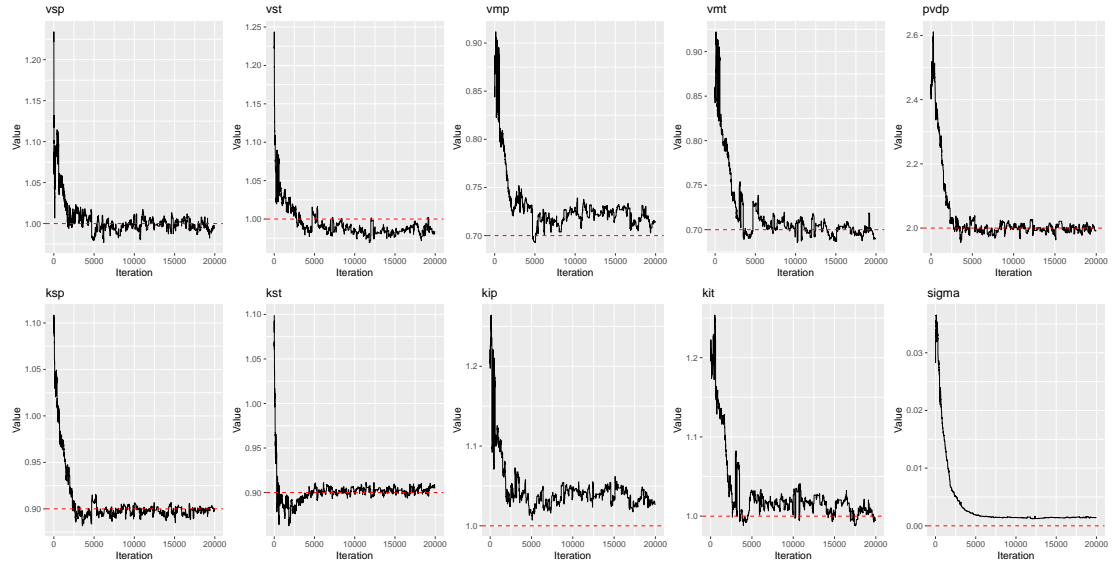 vsp
Value
1.20
1.15
1.10
1.05
1.00
0 5000 10000 15000 20000
Iteration
vst
Value
1.25
1.20
1.15
1.10
1.05
1.00
0 5000 10000 15000 20000
Iteration
vmp
Value
0.90
0.85
0.80
0.75
0.70
0 5000 10000 15000 20000
Iteration
vmt
Value
0.90
0.85
0.80
0.75
0.70
0 5000 10000 15000 20000
Iteration
pvdp
Value
2.6
2.4
2.2
2.0
0 5000 10000 15000 20000
Iteration
ksp
Value
1.10
1.05
1.00
0.95
0.90
0 5000 10000 15000 20000
Iteration
kst
Value
1.10
1.05
1.00
0.95
0.90
0 5000 10000 15000 20000
Iteration
kip
Value
1.2
1.1
1.0
0 5000 10000 15000 20000
Iteration
kit
Value
1.2
1.1
1.0
0 5000 10000 15000 20000
Iteration
sigma
Value
0.03
0.02
0.01
0.00
0 5000 10000 15000 20000
Iteration